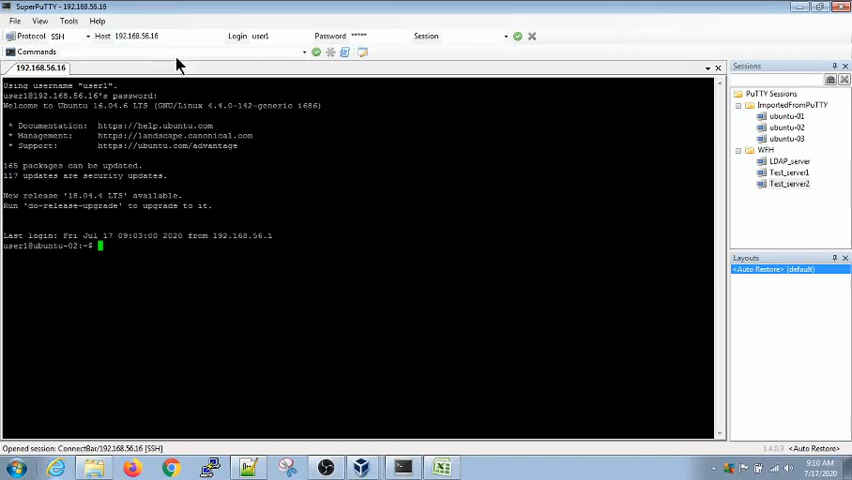 SuperPuTTY - 192.168.56.16
File View Tools Help
Protocol SSH Host 192.168.56.16 Login user1 Password ***** Session
Commands
192.168.56.16
Using username "user1".
user1@192.168.56.16's password:
Welcome to Ubuntu 16.04.6 LTS (GNU/Linux 4.4.0-142-generic i686)
* Documentation: https://help.ubuntu.com
* Management: https://landscape.canonical.com
* Support: https://ubuntu.com/advantage
165 packages can be updated.
117 updates are security updates.
New release '18.04.4 LTS' available.
Run 'do-release-upgrade' to upgrade to it.
Last login: Fri Jul 17 09:03:00 2020 from 192.168.56.1
user1@ubuntu-02:~$
Sessions
PuTTY Sessions
ImportedFromPuTTY
ubuntu-01
ubuntu-02
ubuntu-03
WFH
LDAP_server
Test_server1
Test_server2
Layouts
<Auto Restore> (default)
Opened session: ConnectBar/192.168.56.16 [SSH]
1.4.0.9 <Auto Restore>
9:10 AM
7/17/2020